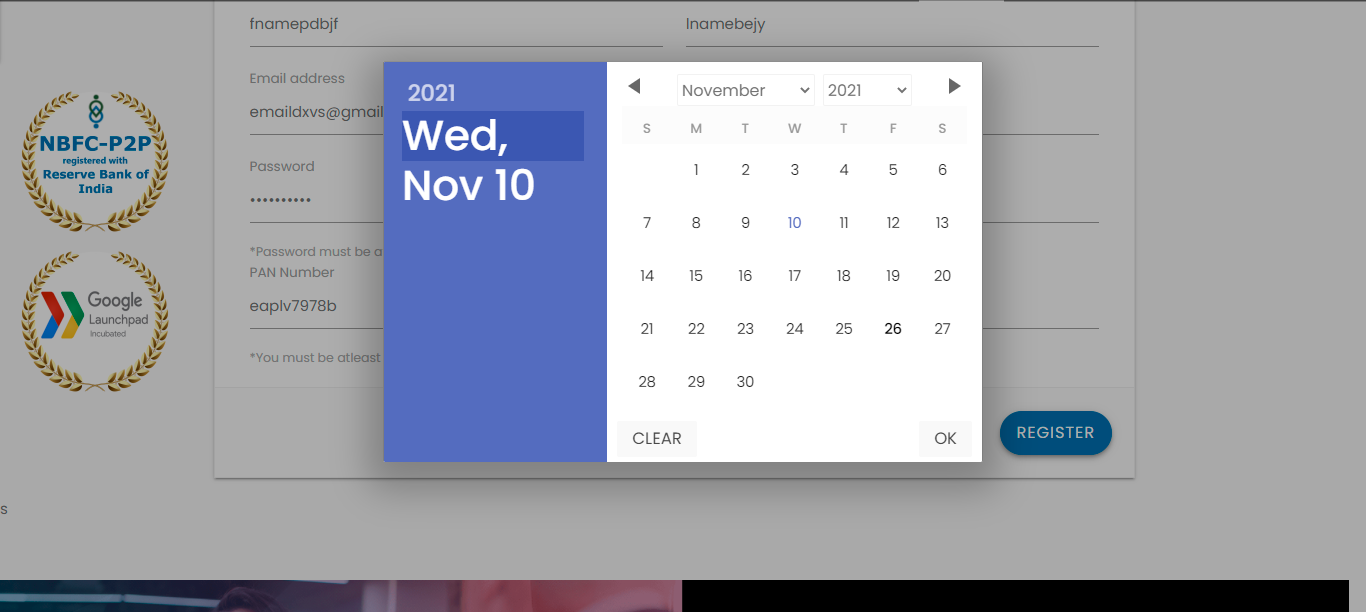 fnamepdbjf
lnamebejy
Email address
emaildxvs@gmail
Password
••••••••••
*Password must be a
PAN Number
eaplv7978b
*You must be atleast
NBFC-P2P
registered with
Reserve Bank of
India
Google
Launchpad
Incubated
2021
Wed,
Nov 10
November 2021
S M T W T F S
1 2 3 4 5 6
7 8 9 10 11 12 13
14 15 16 17 18 19 20
21 22 23 24 25 26 27
28 29 30
CLEAR OK
REGISTER
s